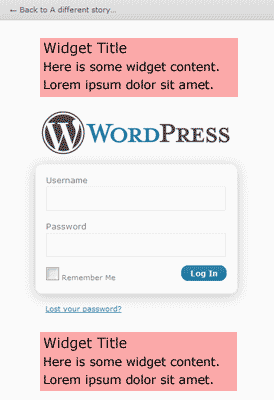 ← Back to A different story...
Widget Title
Here is some widget content.
Lorem ipsum dolor sit amet.
WORDPRESS
Username
Password
Remember Me
Log In
Lost your password?
Widget Title
Here is some widget content.
Lorem ipsum dolor sit amet.